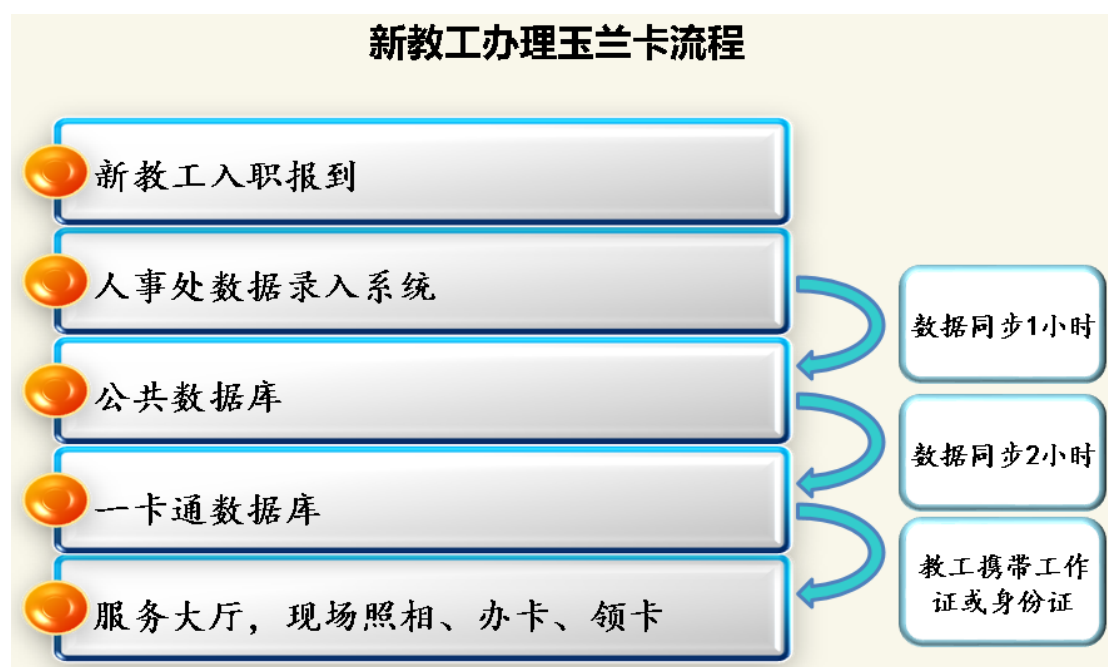 新教工办理玉兰卡流程
新教工入职报到
人事处数据录入系统
数据同步1小时
公共数据库
数据同步2小时
一卡通数据库
教工携带工作
证或身份证
服务大厅，现场照相、办卡、领卡